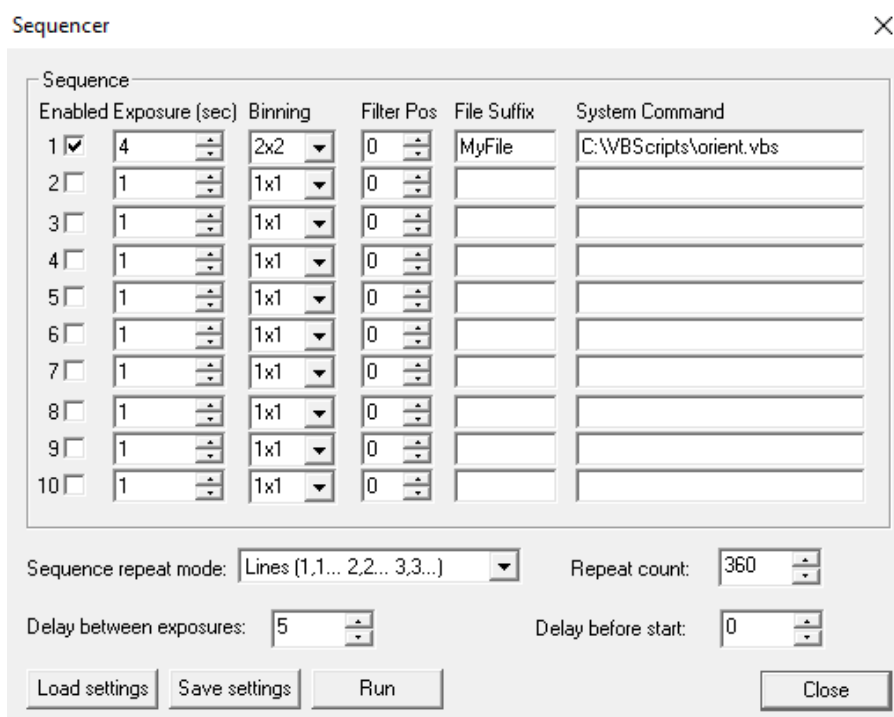 Sequencer
Sequence
Enabled Exposure (sec) Binning Filter Pos File Suffix System Command
1 4 2x2 0 MyFile C:\VBScripts\orient.vbs
2 1 1x1 0
3 1 1x1 0
4 1 1x1 0
5 1 1x1 0
6 1 1x1 0
7 1 1x1 0
8 1 1x1 0
9 1 1x1 0
10 1 1x1 0
Sequence repeat mode: Lines (1,1... 2,2... 3,3...) Repeat count: 360
Delay between exposures: 5 Delay before start: 0
Load settings Save settings Run Close